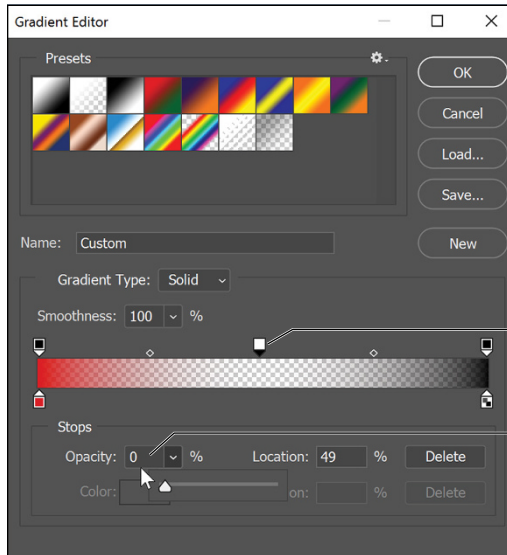 Gradient Editor
Presets
OK
Cancel
Load...
Save...
Name: Custom
New
Gradient Type: Solid
Smoothness: 100 %
Stops
Opacity: 0 % Location: 49 % Delete
Color: on: % Delete